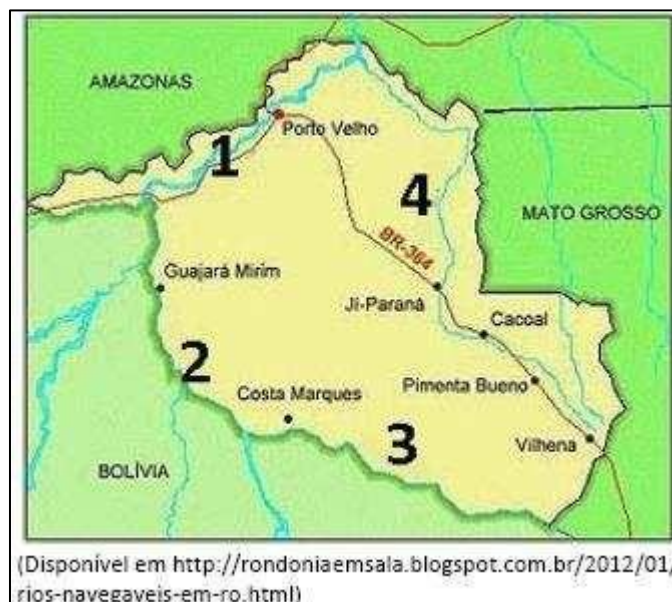 AMAZONAS
1
Porto Velho
4
MATO GROSSO
BR-364
Guajará Mirim
Jí-Paraná
Cacoal
2
Pimenta Bueno
Costa Marques
3
Vilhena
BOLÍVIA
(Disponível em http://rondoniaemsala.blogspot.com.br/2012/01/
rios-navegaveis-em-ro.html)